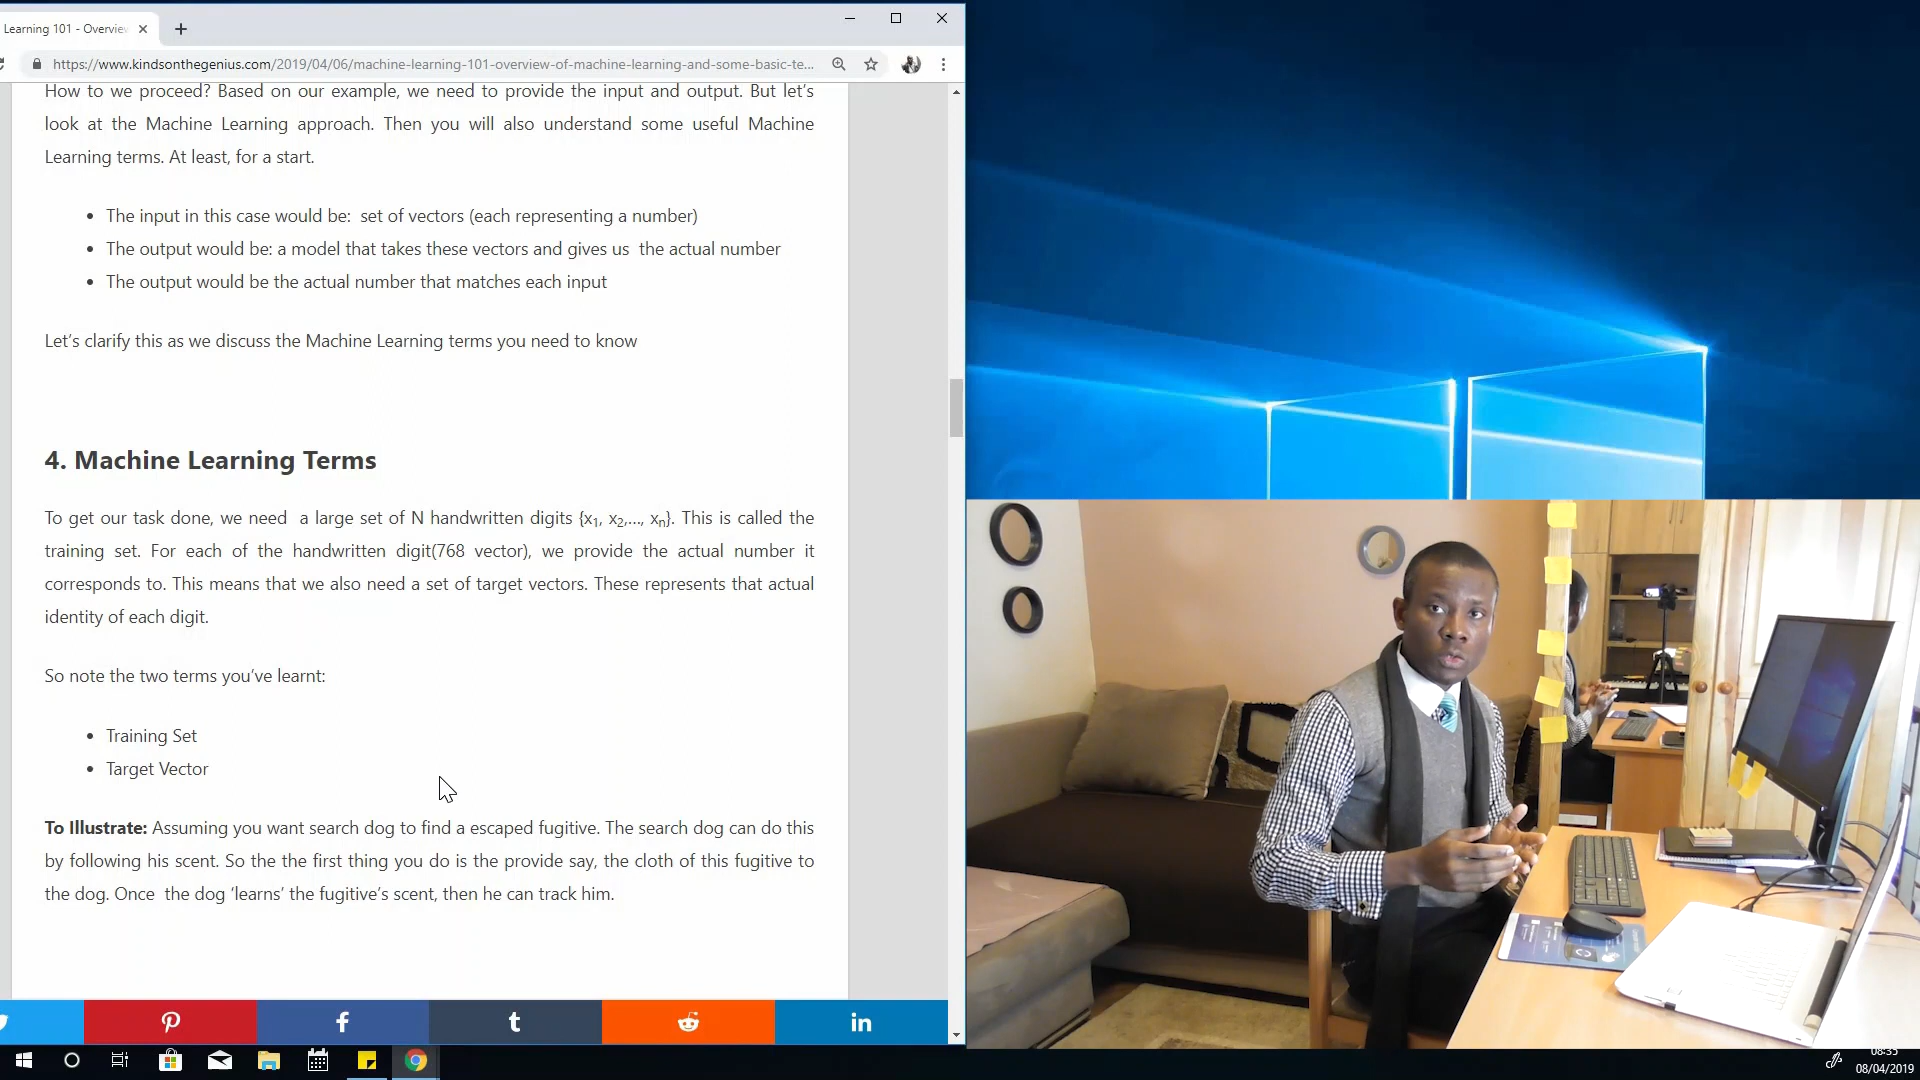 Learning 101 - Overvie
https://www.kindsonthegenius.com/2019/04/06/machine-learning-101-overview-of-machine-learning-and-some-basic-te...
How to we proceed? Based on our example, we need to provide the input and output. But let's
look at the Machine Learning approach. Then you will also understand some useful Machine
Learning terms. At least, for a start.
• The input in this case would be:  set of vectors (each representing a number)
• The output would be: a model that takes these vectors and gives us  the actual number
• The output would be the actual number that matches each input
Let's clarify this as we discuss the Machine Learning terms you need to know
4. Machine Learning Terms
To get our task done, we need  a large set of N handwritten digits {x₁, x₂,..., xₙ}. This is called the
training set. For each of the handwritten digit(768 vector), we provide the actual number it
corresponds to. This means that we also need a set of target vectors. These represents that actual
identity of each digit.
So note the two terms you've learnt:
• Training Set
• Target Vector
To Illustrate: Assuming you want search dog to find a escaped fugitive. The search dog can do this
by following his scent. So the the first thing you do is the provide say, the cloth of this fugitive to
the dog. Once  the dog 'learns' the fugitive's scent, then he can track him.
08:35
08/04/2019